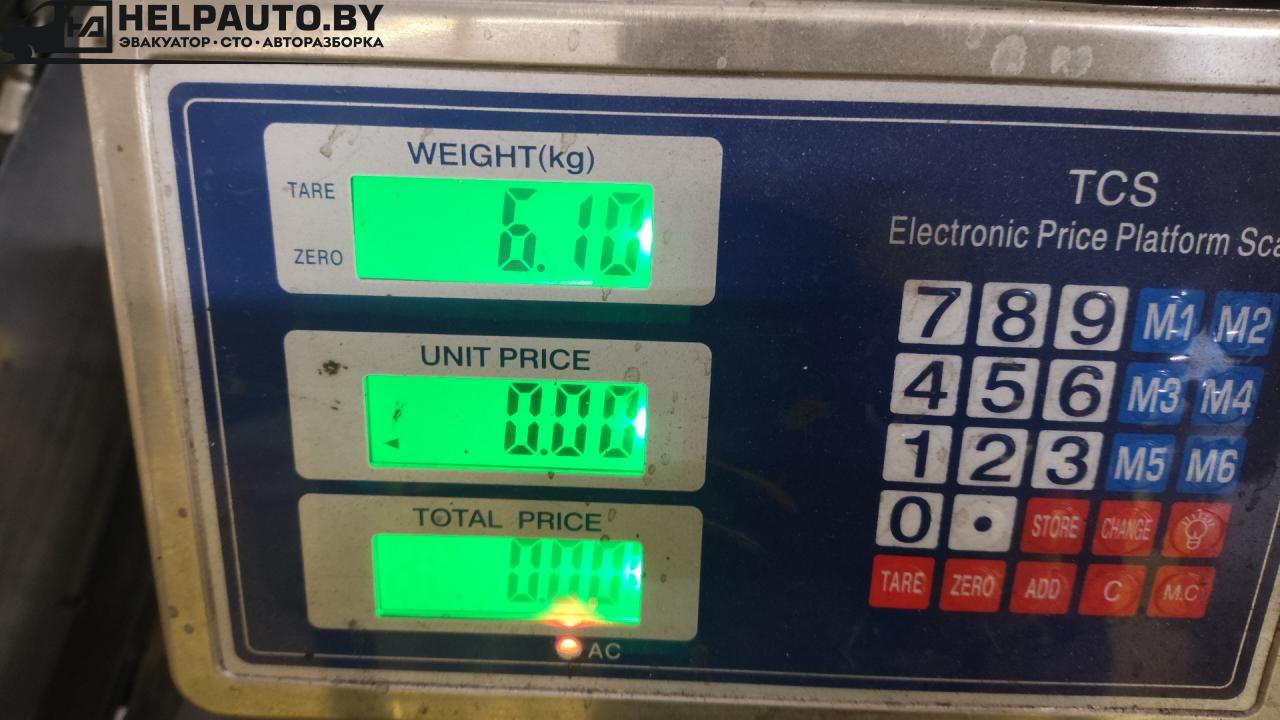 HA HELPAUTO.BY
ЭВАКУАТОР · СТО · АВТОРАЗБОРКА
WEIGHT(kg)
TARE
6.10
ZERO
UNIT PRICE
0.00
TOTAL PRICE
0.00
AC
TCS
Electronic Price Platform
7 8 9 M1 M2
4 5 6 M3 M4
1 2 3 M5 M6
0 . STORE CHANGE
TARE ZERO ADD C M.C